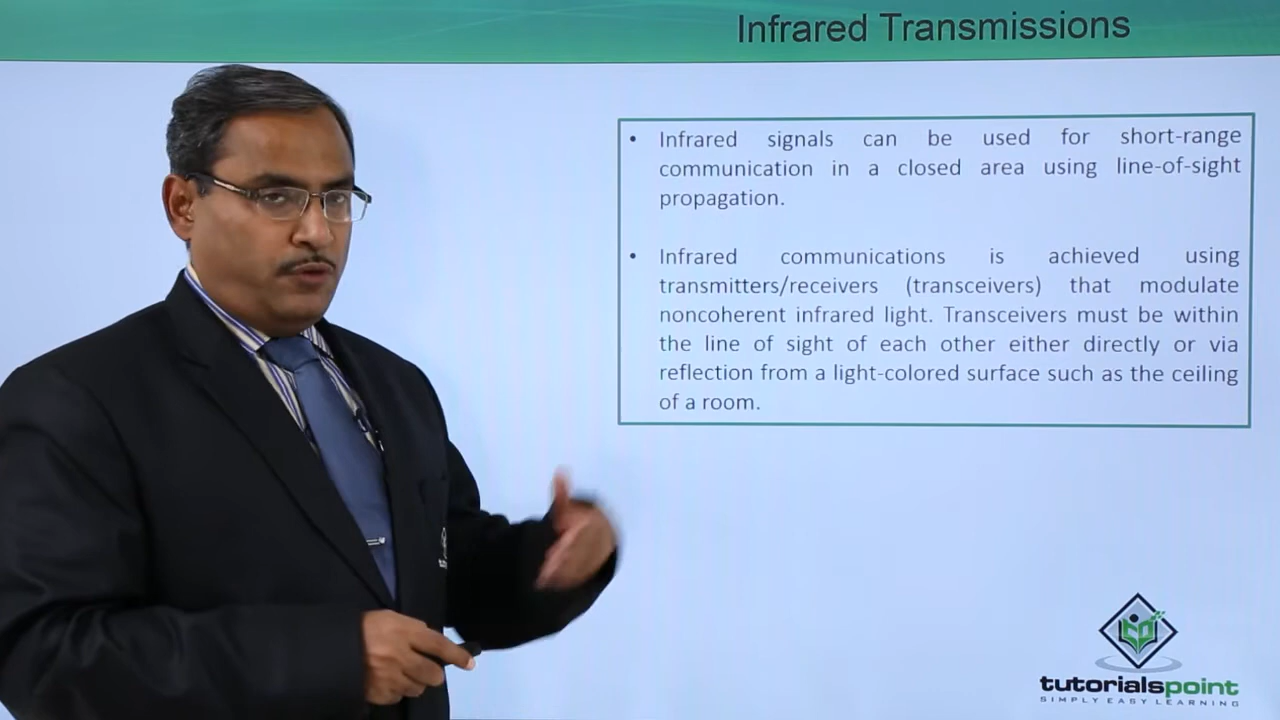 Infrared Transmissions
• Infrared signals can be used for short-range
communication in a closed area using line-of-sight
propagation.
• Infrared communications is achieved using
transmitters/receivers (transceivers) that modulate
noncoherent infrared light. Transceivers must be within
the line of sight of each other either directly or via
reflection from a light-colored surface such as the ceiling
of a room.
tutorialspoint
SIMPLY EASY LEARNING